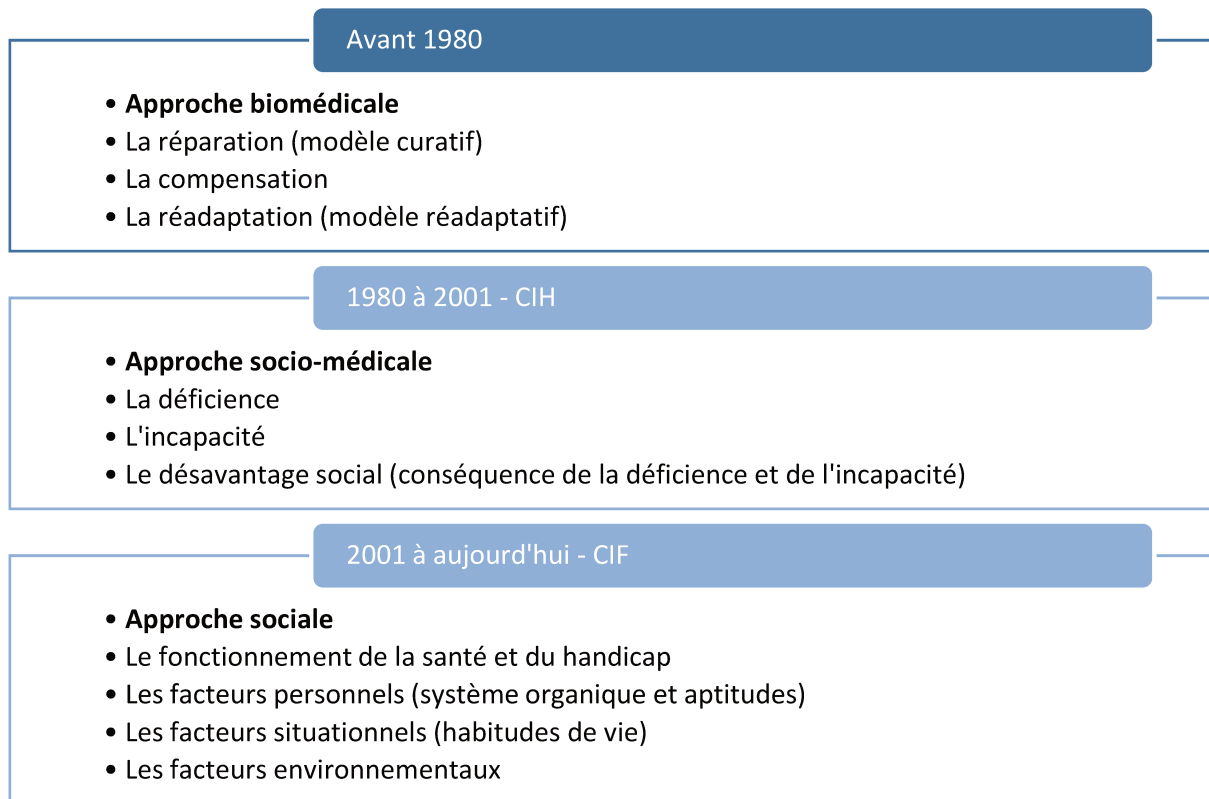 Avant 1980
• Approche biomédicale
• La réparation (modèle curatif)
• La compensation
• La réadaptation (modèle réadaptatif)
1980 à 2001 - CIH
• Approche socio-médicale
• La déficience
• L'incapacité
• Le désavantage social (conséquence de la déficience et de l'incapacité)
2001 à aujourd'hui - CIF
• Approche sociale
• Le fonctionnement de la santé et du handicap
• Les facteurs personnels (système organique et aptitudes)
• Les facteurs situationnels (habitudes de vie)
• Les facteurs environnementaux